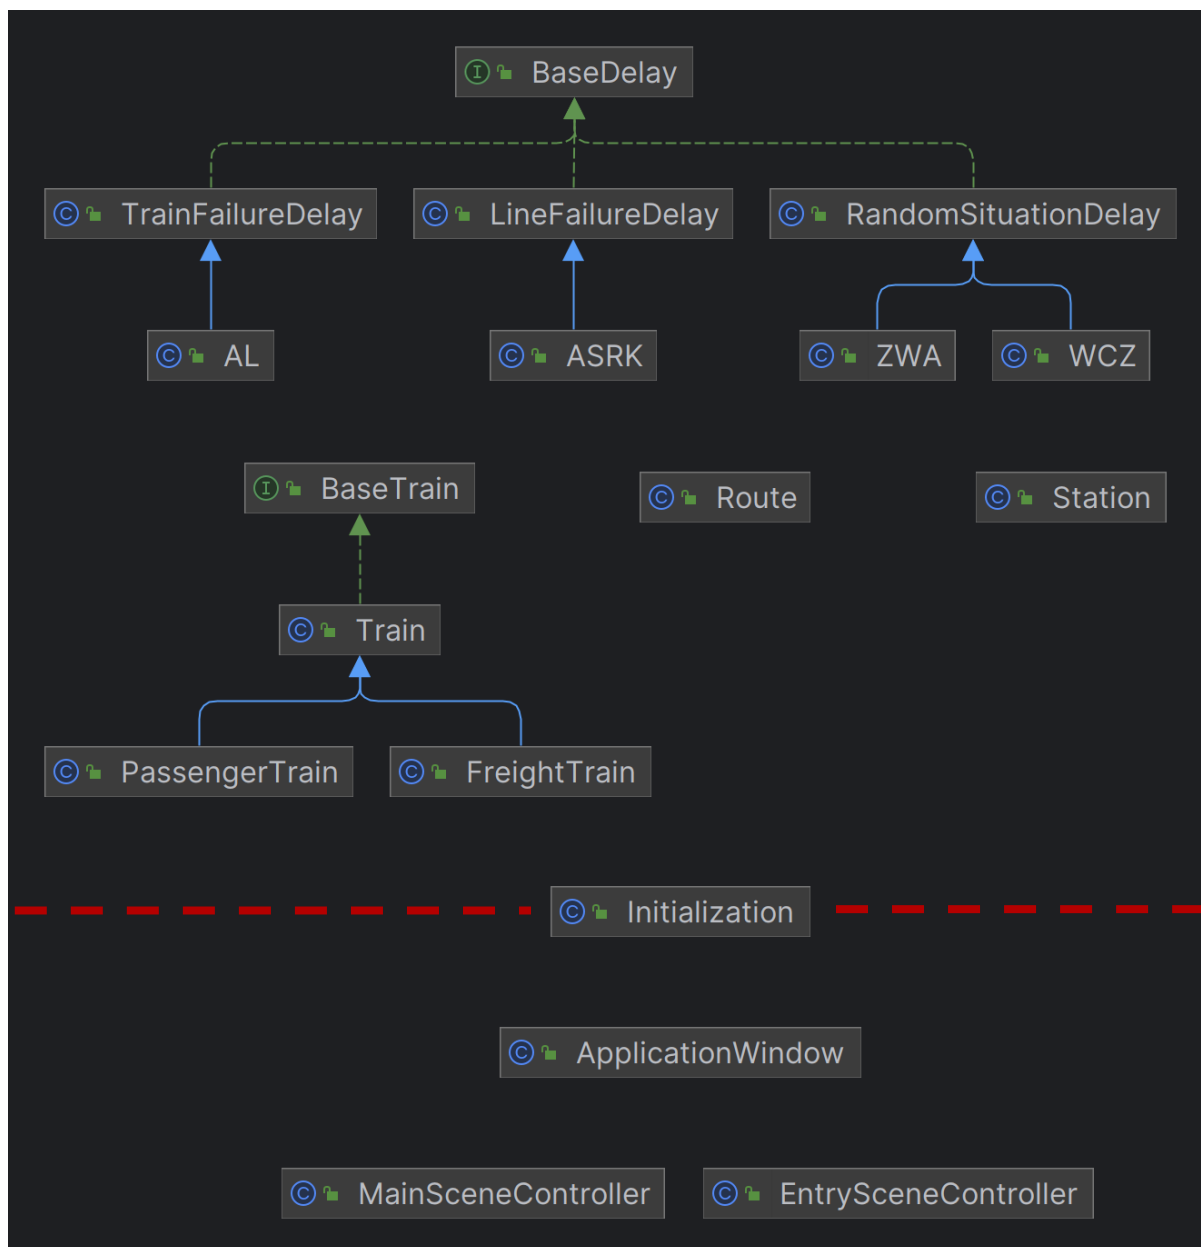 I BaseDelay
C TrainFailureDelay
C LineFailureDelay
C RandomSituationDelay
C AL
C ASRK
C ZWA
C WCZ
I BaseTrain
C Route
C Station
C Train
C PassengerTrain
C FreightTrain
C Initialization
C ApplicationWindow
C MainSceneController
C EntrySceneController